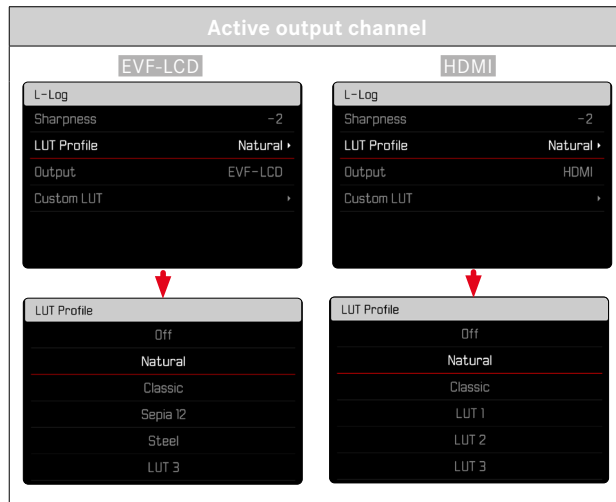 Active output channel
EVF-LCD
L-Log
Sharpness -2
LUT Profile Natural
Output EVF-LCD
Custom LUT
LUT Profile
Off
Natural
Classic
Sepia 12
Steel
LUT 3
HDMI
L-Log
Sharpness -2
LUT Profile Natural
Output HDMI
Custom LUT
LUT Profile
Off
Natural
Classic
LUT 1
LUT 2
LUT 3